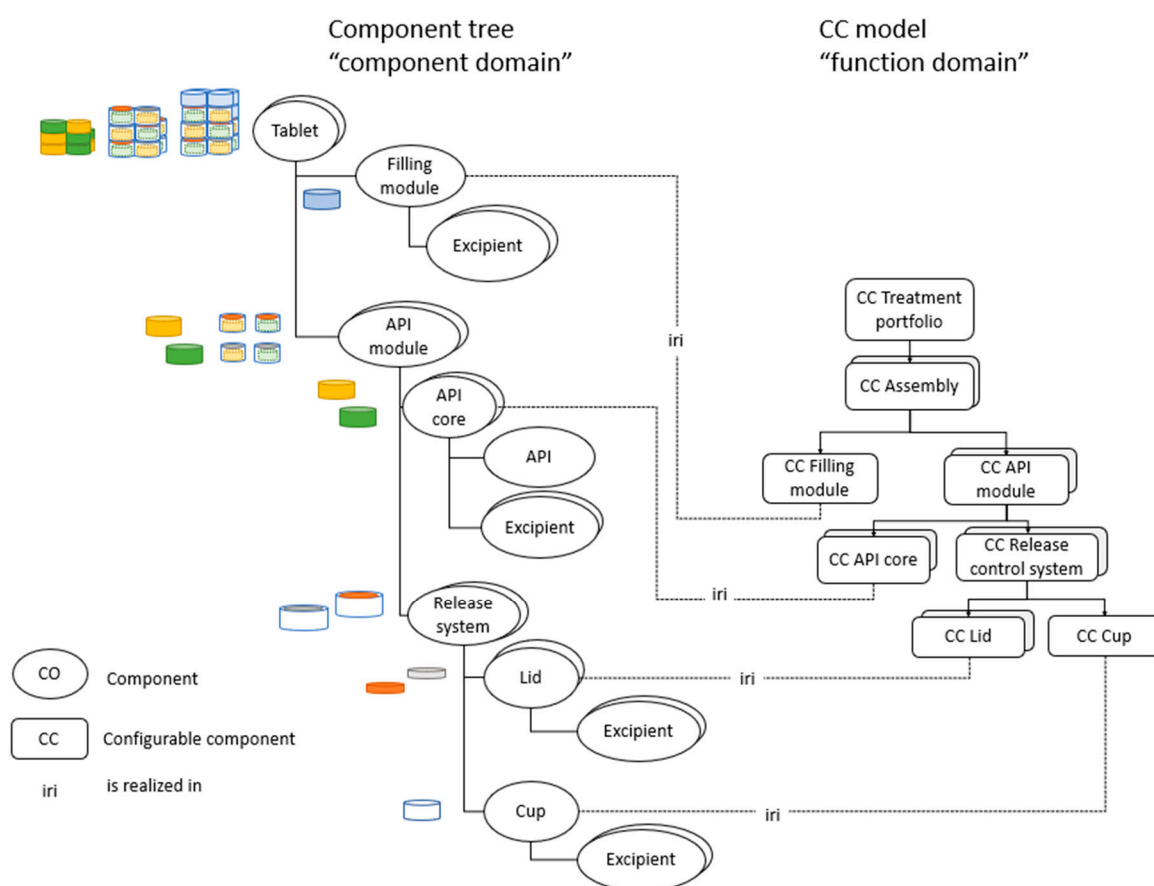 Component tree
“component domain”
CC model
“function domain”
Tablet
Filling
module
Excipient
API
module
API
core
API
Excipient
Release
system
Lid
Excipient
Cup
Excipient
iri
iri
iri
iri
CC Treatment
portfolio
CC Assembly
CC Filling
module
CC API
module
CC API core
CC Release
control system
CC Lid
CC Cup
CO
Component
CC
Configurable component
iri
is realized in